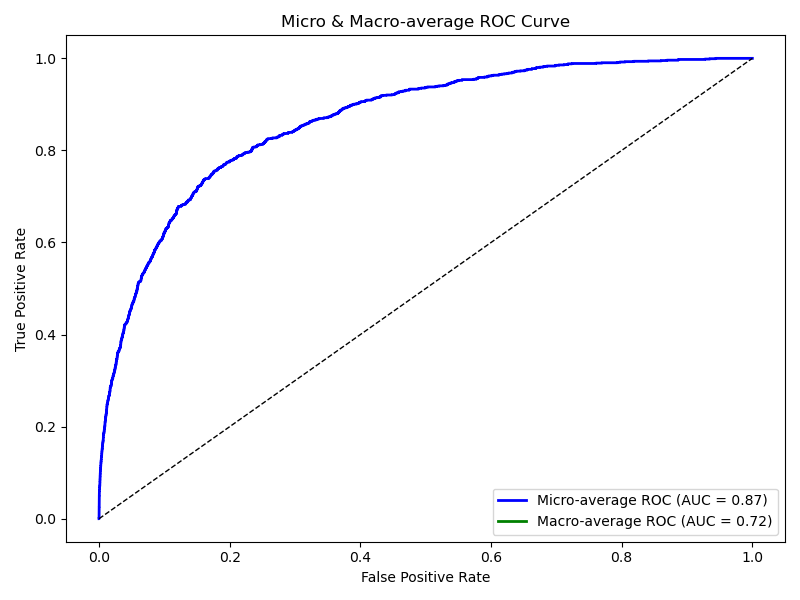 Micro & Macro-average ROC Curve
1.0
0.8
0.6
0.4
0.2
0.0
True Positive Rate
Micro-average ROC (AUC = 0.87)
Macro-average ROC (AUC = 0.72)
0.0 0.2 0.4 0.6 0.8 1.0
False Positive Rate